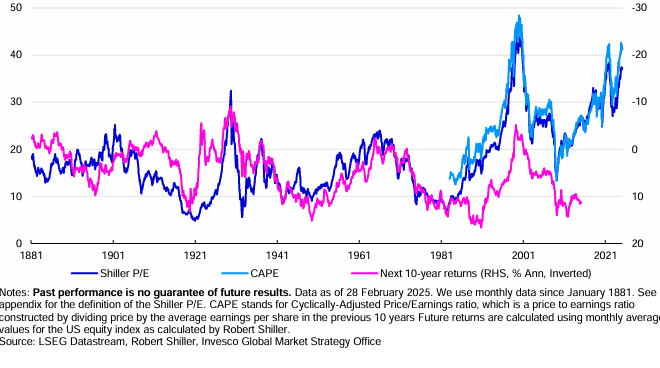 50 -30
40 -20
30 -10
20 0
10 10
0 20
1881 1901 1921 1941 1961 1981 2001 2021
Shiller P/E CAPE Next 10-year returns (RHS, % Ann, Inverted)
Notes: Past performance is no guarantee of future results. Data as of 28 February 2025. We use monthly data since January 1881. See
appendix for the definition of the Shiller P/E. CAPE stands for Cyclically-Adjusted Price/Earnings ratio, which is a price to earnings ratio
constructed by dividing price by the average earnings per share in the previous 10 years Future returns are calculated using monthly average
values for the US equity index as calculated by Robert Shiller.
Source: LSEG Datastream, Robert Shiller, Invesco Global Market Strategy Office